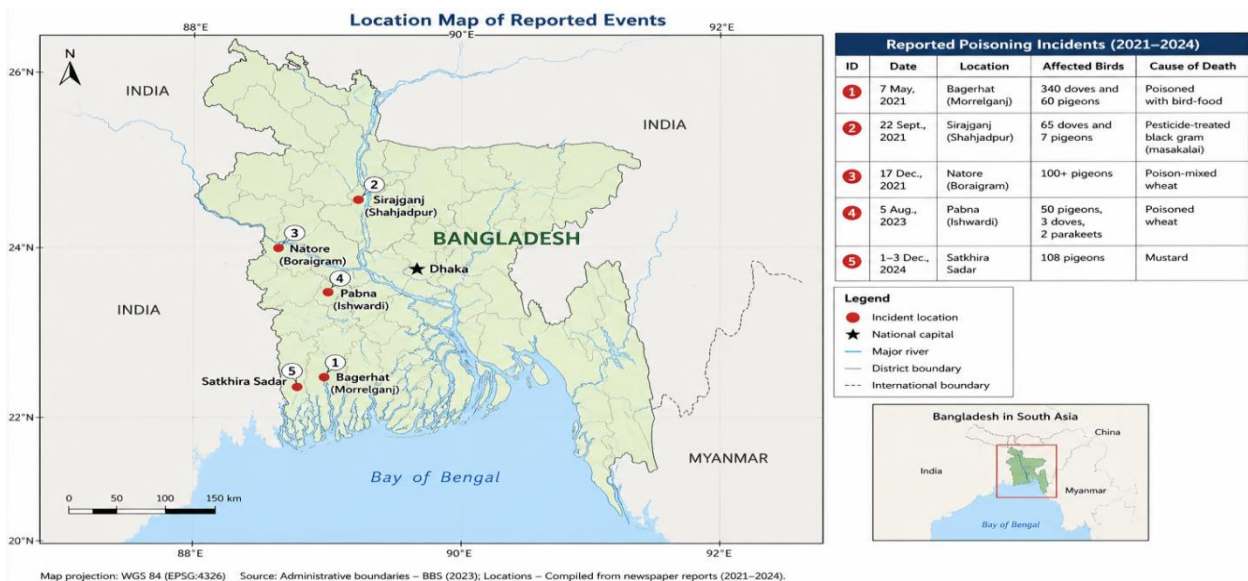 Location Map of Reported Events
88°E
90°E
92°E
N
26°N
24°N
22°N
20°N
INDIA
INDIA
INDIA
2
Sirajganj
(Shahjadpur)
3
Natore
(Boraigram)
BANGLADESH
Dhaka
4
Pabna
(Ishwardi)
5
Satkhira Sadar
1
Bagerhat
(Morrelganj)
MYANMAR
Bay of Bengal
0 50 100 150 km
88°E
90°E
92°E
Map projection: WGS 84 (EPSG:4326) Source: Administrative boundaries – BBS (2023); Locations – Compiled from newspaper reports (2021–2024).
Reported Poisoning Incidents (2021–2024)
ID Date Location Affected Birds Cause of Death
1 7 May, 2021 Bagerhat (Morrelganj) 340 doves and 60 pigeons Poisoned with bird-food
2 22 Sept., 2021 Sirajganj (Shahjadpur) 65 doves and 7 pigeons Pesticide-treated black gram (masakalai)
3 17 Dec., 2021 Natore (Boraigram) 100+ pigeons Poison-mixed wheat
4 5 Aug., 2023 Pabna (Ishwardi) 50 pigeons, 3 doves, 2 parakeets Poisoned wheat
5 1–3 Dec., 2024 Satkhira Sadar 108 pigeons Mustard
Legend
Incident location
National capital
Major river
District boundary
International boundary
Bangladesh in South Asia
China
India
Myanmar
Bay of Bengal